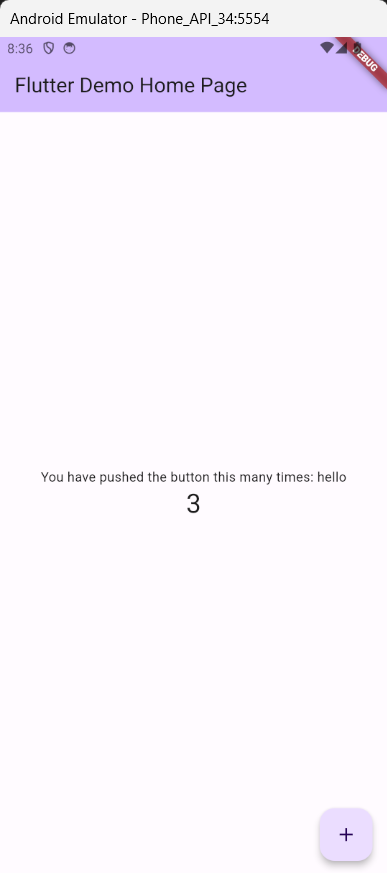 Android Emulator - Phone_API_34:5554
8:36
DEBUG
Flutter Demo Home Page
You have pushed the button this many times: hello
3
+